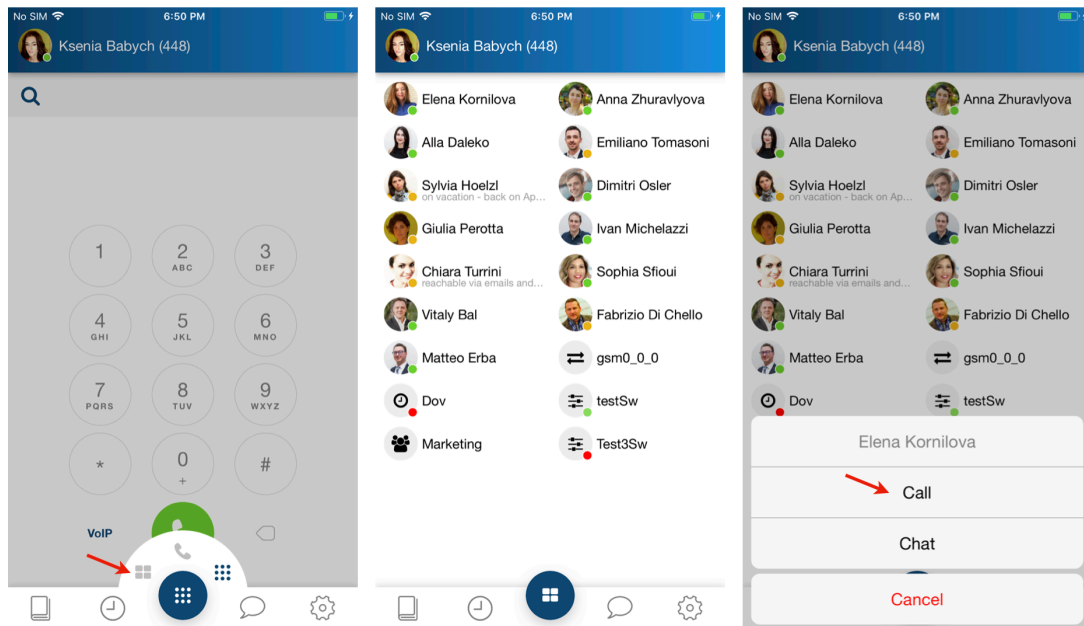 No SIM 6:50 PM
Ksenia Babych (448)
1
2
ABC
3
DEF
4
GHI
5
JKL
6
MNO
7
PQRS
8
TUV
9
WXYZ
*
0
+
#
VoIP
No SIM 6:50 PM
Ksenia Babych (448)
Elena Kornilova Anna Zhuravlyova
Alla Daleko Emiliano Tomasoni
Sylvia Hoelzl Dimitri Osler
on vacation - back on Ap...
Giulia Perotta Ivan Michelazzi
Chiara Turrini Sophia Sfioui
reachable via emails and...
Vitaly Bal Fabrizio Di Chello
Matteo Erba gsm0_0_0
Dov testSw
Marketing Test3Sw
No SIM 6:50 PM
Ksenia Babych (448)
Elena Kornilova Anna Zhuravlyova
Alla Daleko Emiliano Tomasoni
Sylvia Hoelzl Dimitri Osler
on vacation - back on Ap...
Giulia Perotta Ivan Michelazzi
Chiara Turrini Sophia Sfioui
reachable via emails and...
Vitaly Bal Fabrizio Di Chello
Matteo Erba gsm0_0_0
Dov testSw
Elena Kornilova
Call
Chat
Cancel